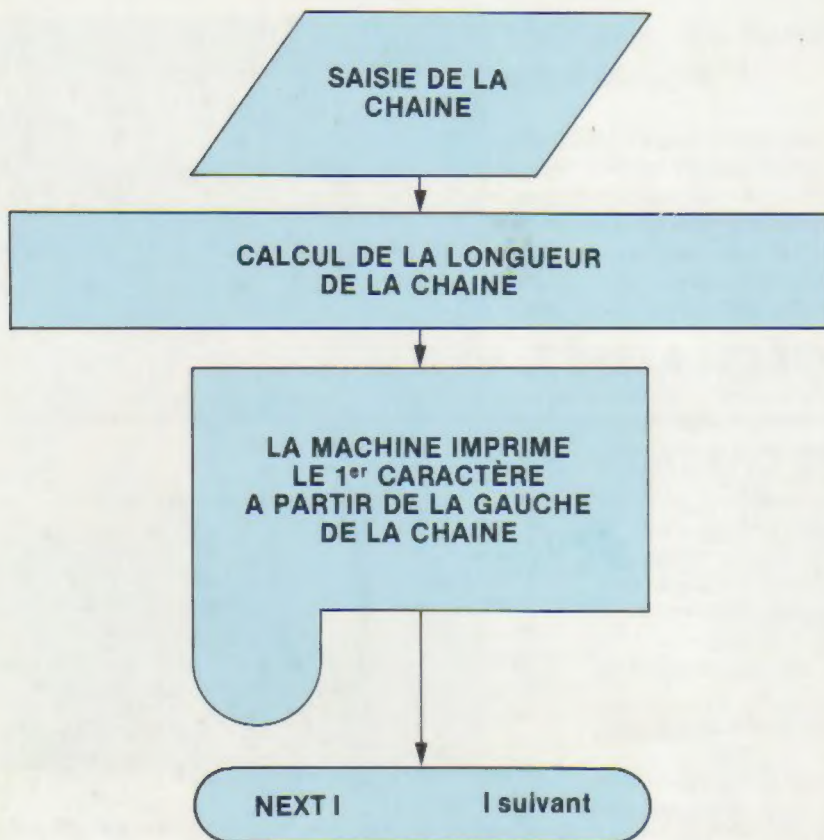 SAISIE DE LA
CHAINE
CALCUL DE LA LONGUEUR
DE LA CHAINE
LA MACHINE IMPRIME
LE 1er CARACTÈRE
A PARTIR DE LA GAUCHE
DE LA CHAINE
NEXT I I suivant